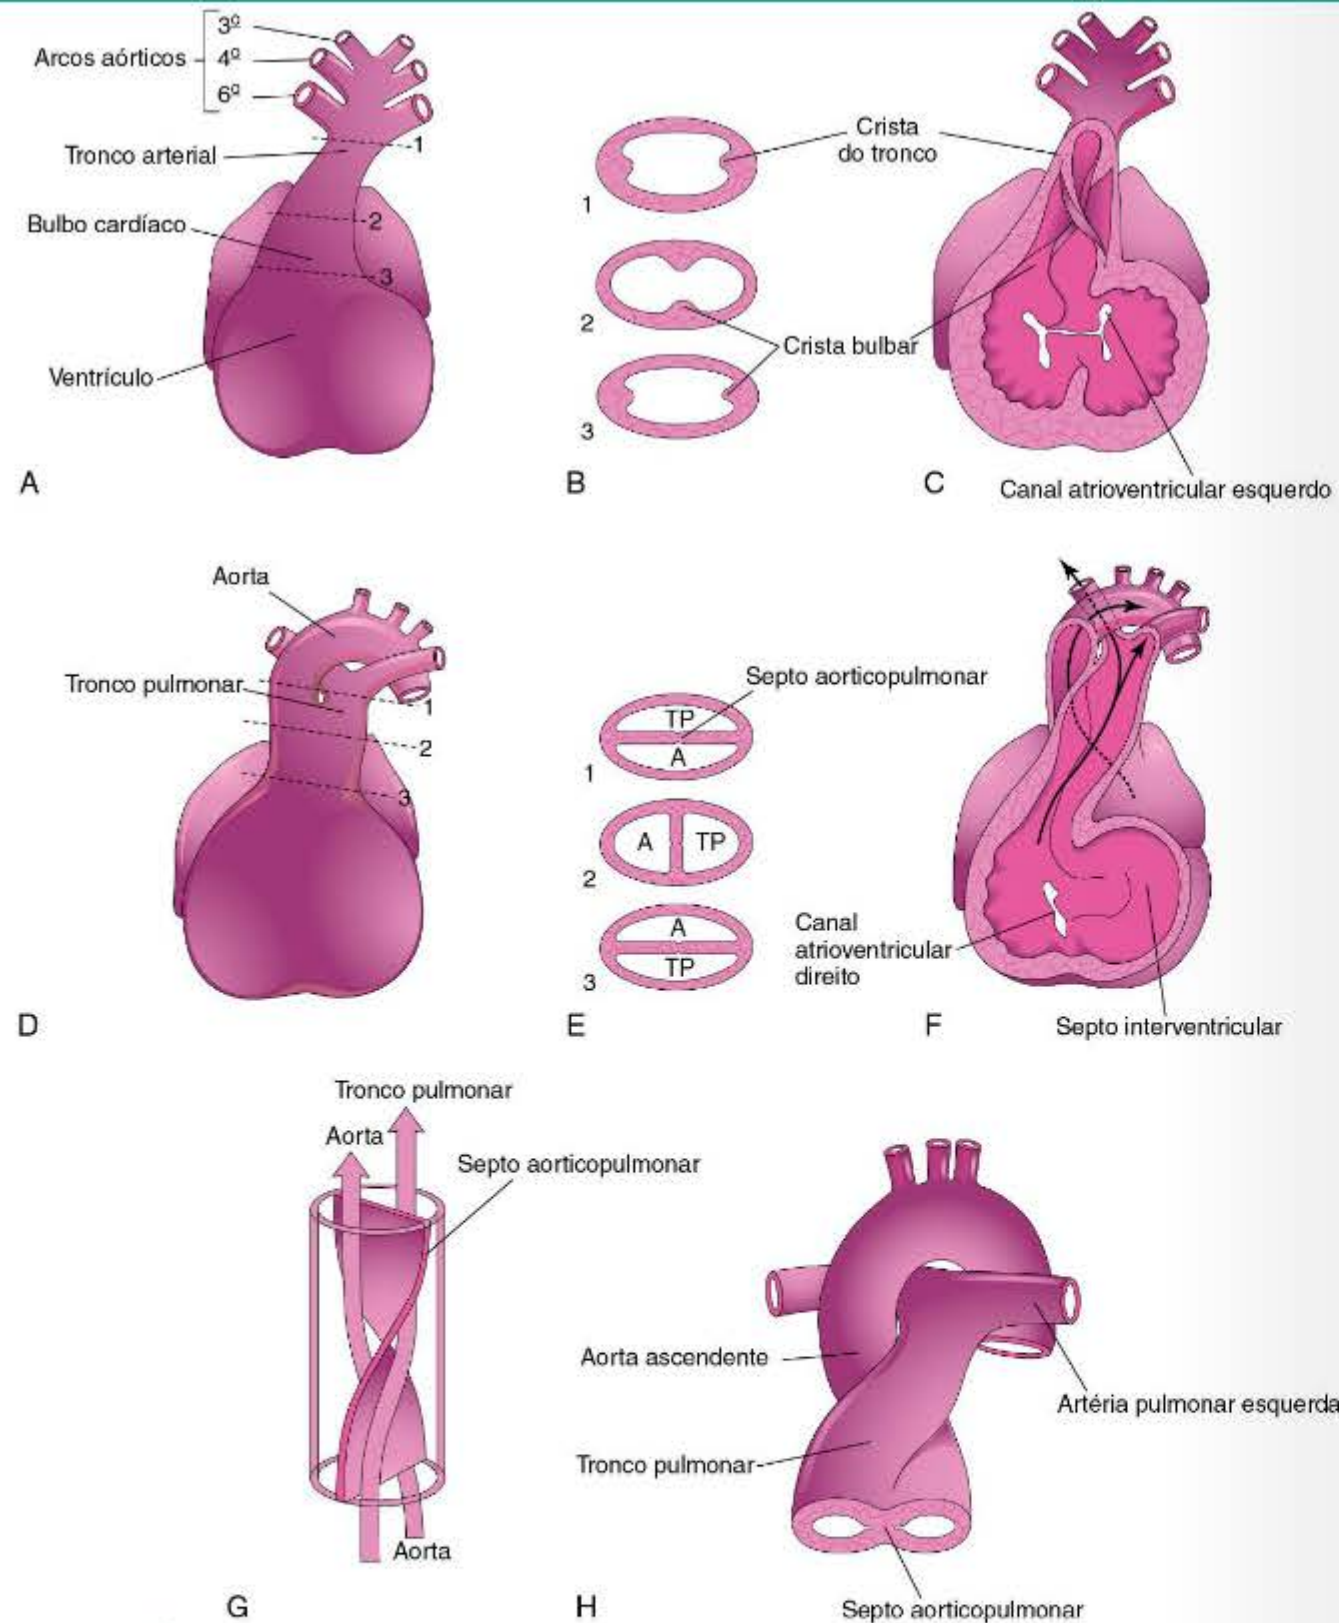 3º
Arcos aórticos
4º
6º
Tronco arterial
1
Bulbo cardíaco
2
3
Ventrículo
A
1
2
3
B
Crista
do tronco
Crista bulbar
C
Canal atrioventricular esquerdo
Aorta
Tronco pulmonar
1
2
3
D
Septo aorticopulmonar
TP
A
1
A
TP
2
A
TP
3
E
Canal
atrioventricular
direito
F
Septo interventricular
Tronco pulmonar
Aorta
Septo aorticopulmonar
Aorta
G
Aorta ascendente
Artéria pulmonar esquerda
Tronco pulmonar
H
Septo aorticopulmonar